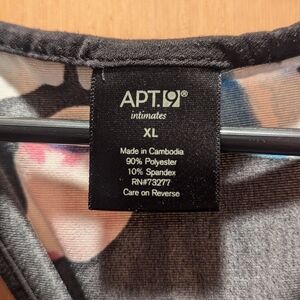 APT.9®
intimates
XL
Made in Cambodia
90% Polyester
10% Spandex
RN#73277
Care on Reverse